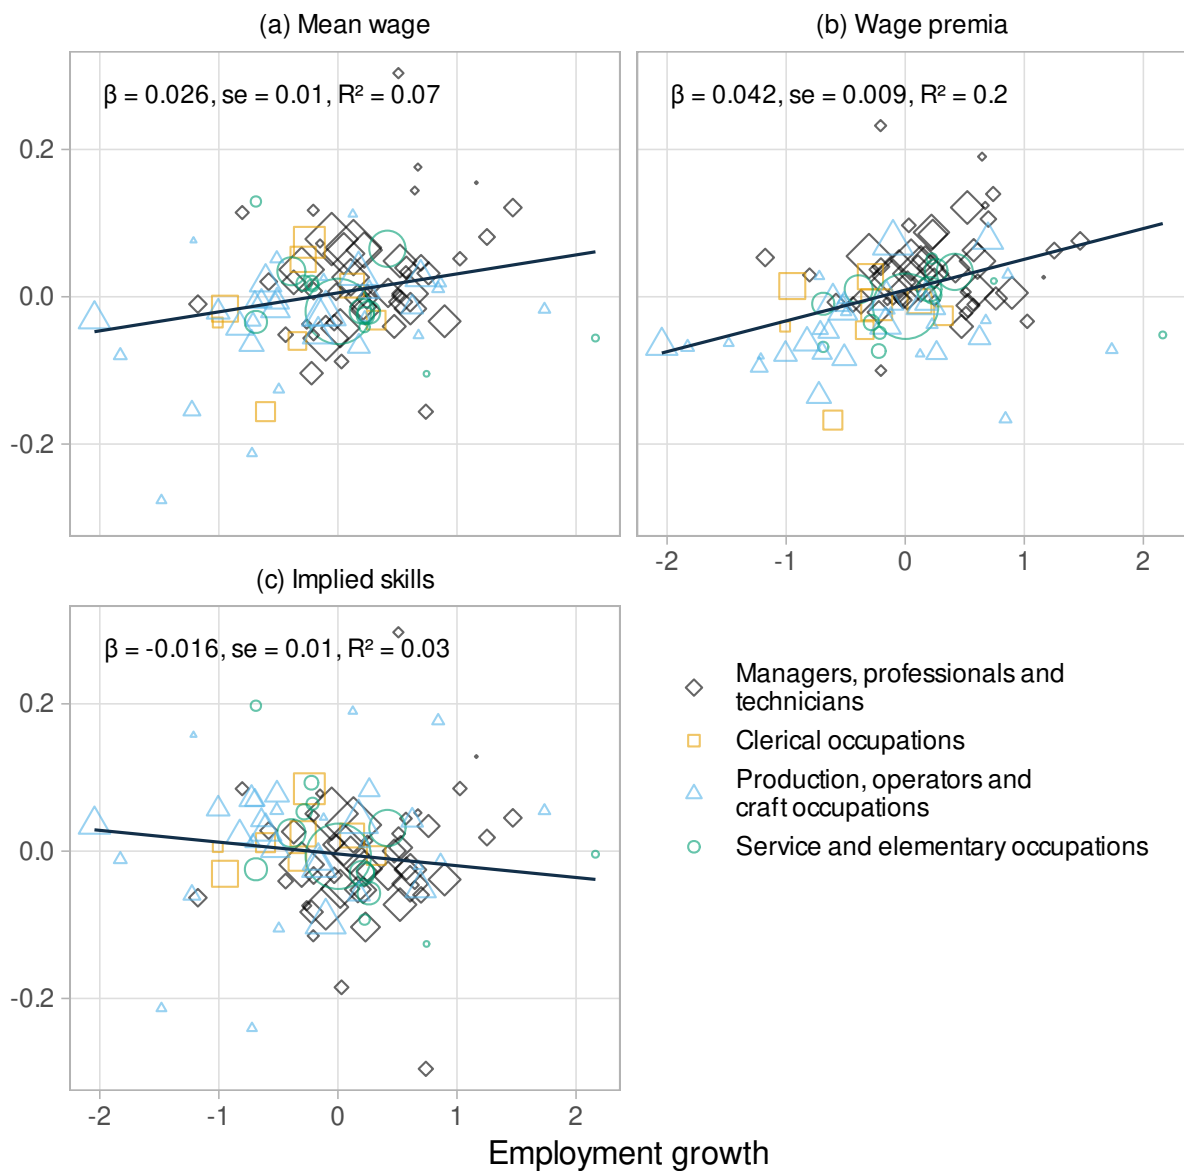 (a) Mean wage
(b) Wage premia
β = 0.026, se = 0.01, R² = 0.07
β = 0.042, se = 0.009, R² = 0.2
0.2
0.0
-0.2
-2 -1 0 1 2
(c) Implied skills
β = -0.016, se = 0.01, R² = 0.03
0.2
0.0
-0.2
-2 -1 0 1 2
Managers, professionals and
technicians
Clerical occupations
Production, operators and
craft occupations
Service and elementary occupations
Employment growth